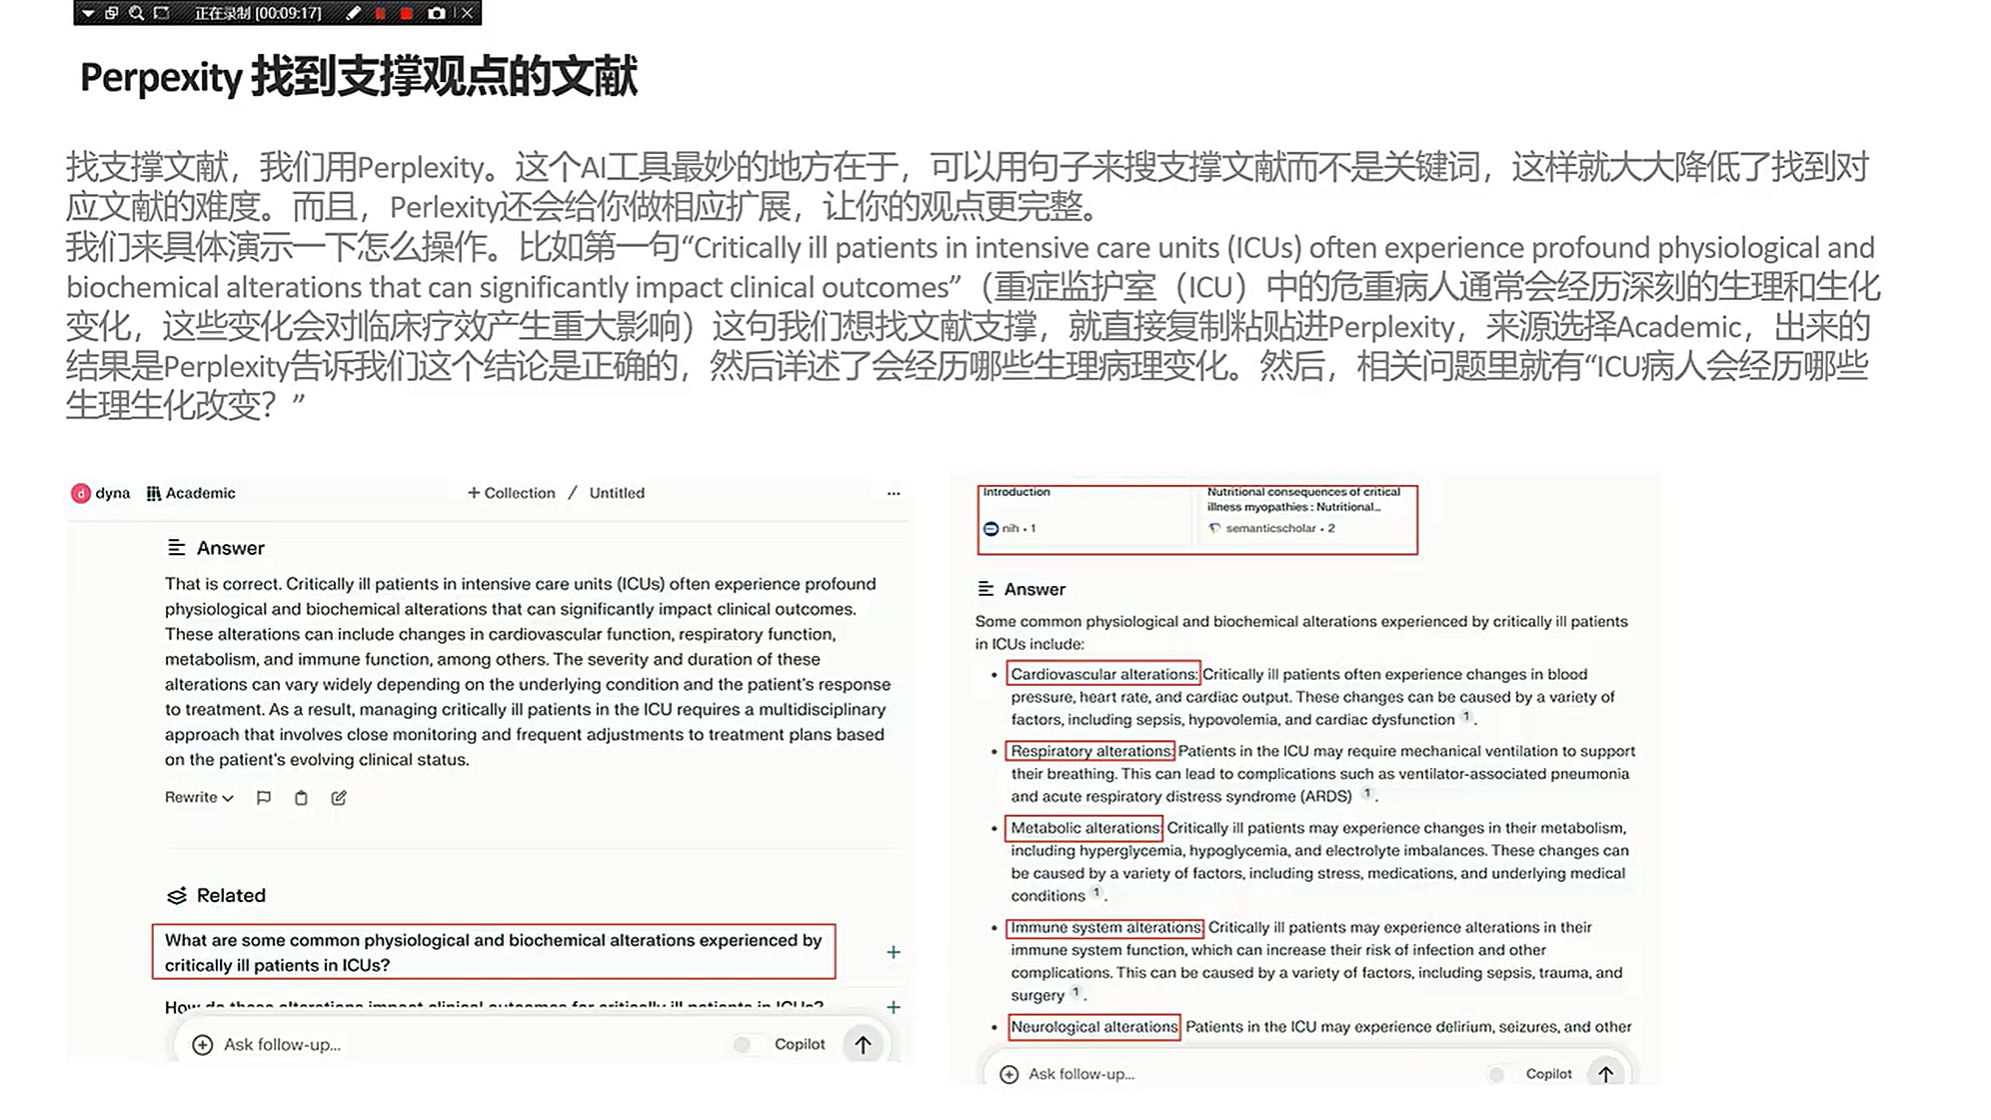 正在录制 [00:09:17]
Perpexity 找到支撑观点的文献
找支撑文献，我们用Perplexity。这个AI工具最妙的地方在于，可以用句子来搜支撑文献而不是关键词，这样就大大降低了找到对
应文献的难度。而且，Perlexity还会给你做相应扩展，让你的观点更完整。
我们来具体演示一下怎么操作。比如第一句“Critically ill patients in intensive care units (ICUs) often experience profound physiological and
biochemical alterations that can significantly impact clinical outcomes”（重症监护室（ICU）中的危重病人通常会经历深刻的生理和生化
变化，这些变化会对临床疗效产生重大影响）这句我们想找文献支撑，就直接复制粘贴进Perplexity，来源选择Academic，出来的
结果是Perplexity告诉我们这个结论是正确的，然后详述了会经历哪些生理病理变化。然后，相关问题里就有“ICU病人会经历哪些
生理生化改变？”
d dyna Academic + Collection / Untitled ...
Answer
That is correct. Critically ill patients in intensive care units (ICUs) often experience profound
physiological and biochemical alterations that can significantly impact clinical outcomes.
These alterations can include changes in cardiovascular function, respiratory function,
metabolism, and immune function, among others. The severity and duration of these
alterations can vary widely depending on the underlying condition and the patient's response
to treatment. As a result, managing critically ill patients in the ICU requires a multidisciplinary
approach that involves close monitoring and frequent adjustments to treatment plans based
on the patient's evolving clinical status.
Rewrite
Related
What are some common physiological and biochemical alterations experienced by
critically ill patients in ICUs?
How do these alterations impact clinical outcomes for critically ill patients in ICUs?
Ask follow-up... Copilot
Introduction
nih • 1
Nutritional consequences of critical
illness myopathies : Nutritional...
semanticscholar • 2
Answer
Some common physiological and biochemical alterations experienced by critically ill patients
in ICUs include:
• Cardiovascular alterations: Critically ill patients often experience changes in blood
pressure, heart rate, and cardiac output. These changes can be caused by a variety of
factors, including sepsis, hypovolemia, and cardiac dysfunction 1.
• Respiratory alterations: Patients in the ICU may require mechanical ventilation to support
their breathing. This can lead to complications such as ventilator-associated pneumonia
and acute respiratory distress syndrome (ARDS) 1.
• Metabolic alterations: Critically ill patients may experience changes in their metabolism,
including hyperglycemia, hypoglycemia, and electrolyte imbalances. These changes can
be caused by a variety of factors, including stress, medications, and underlying medical
conditions 1.
• Immune system alterations: Critically ill patients may experience alterations in their
immune system function, which can increase their risk of infection and other
complications. This can be caused by a variety of factors, including sepsis, trauma, and
surgery 1.
• Neurological alterations: Patients in the ICU may experience delirium, seizures, and other
Ask follow-up... Copilot